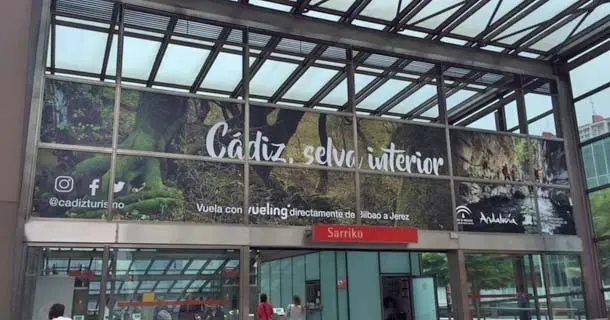 Cádiz, selva interior
@cadizturismo
Vuela con vueling directamente de Bilbao a Jerez
Andalucía
Sarriko